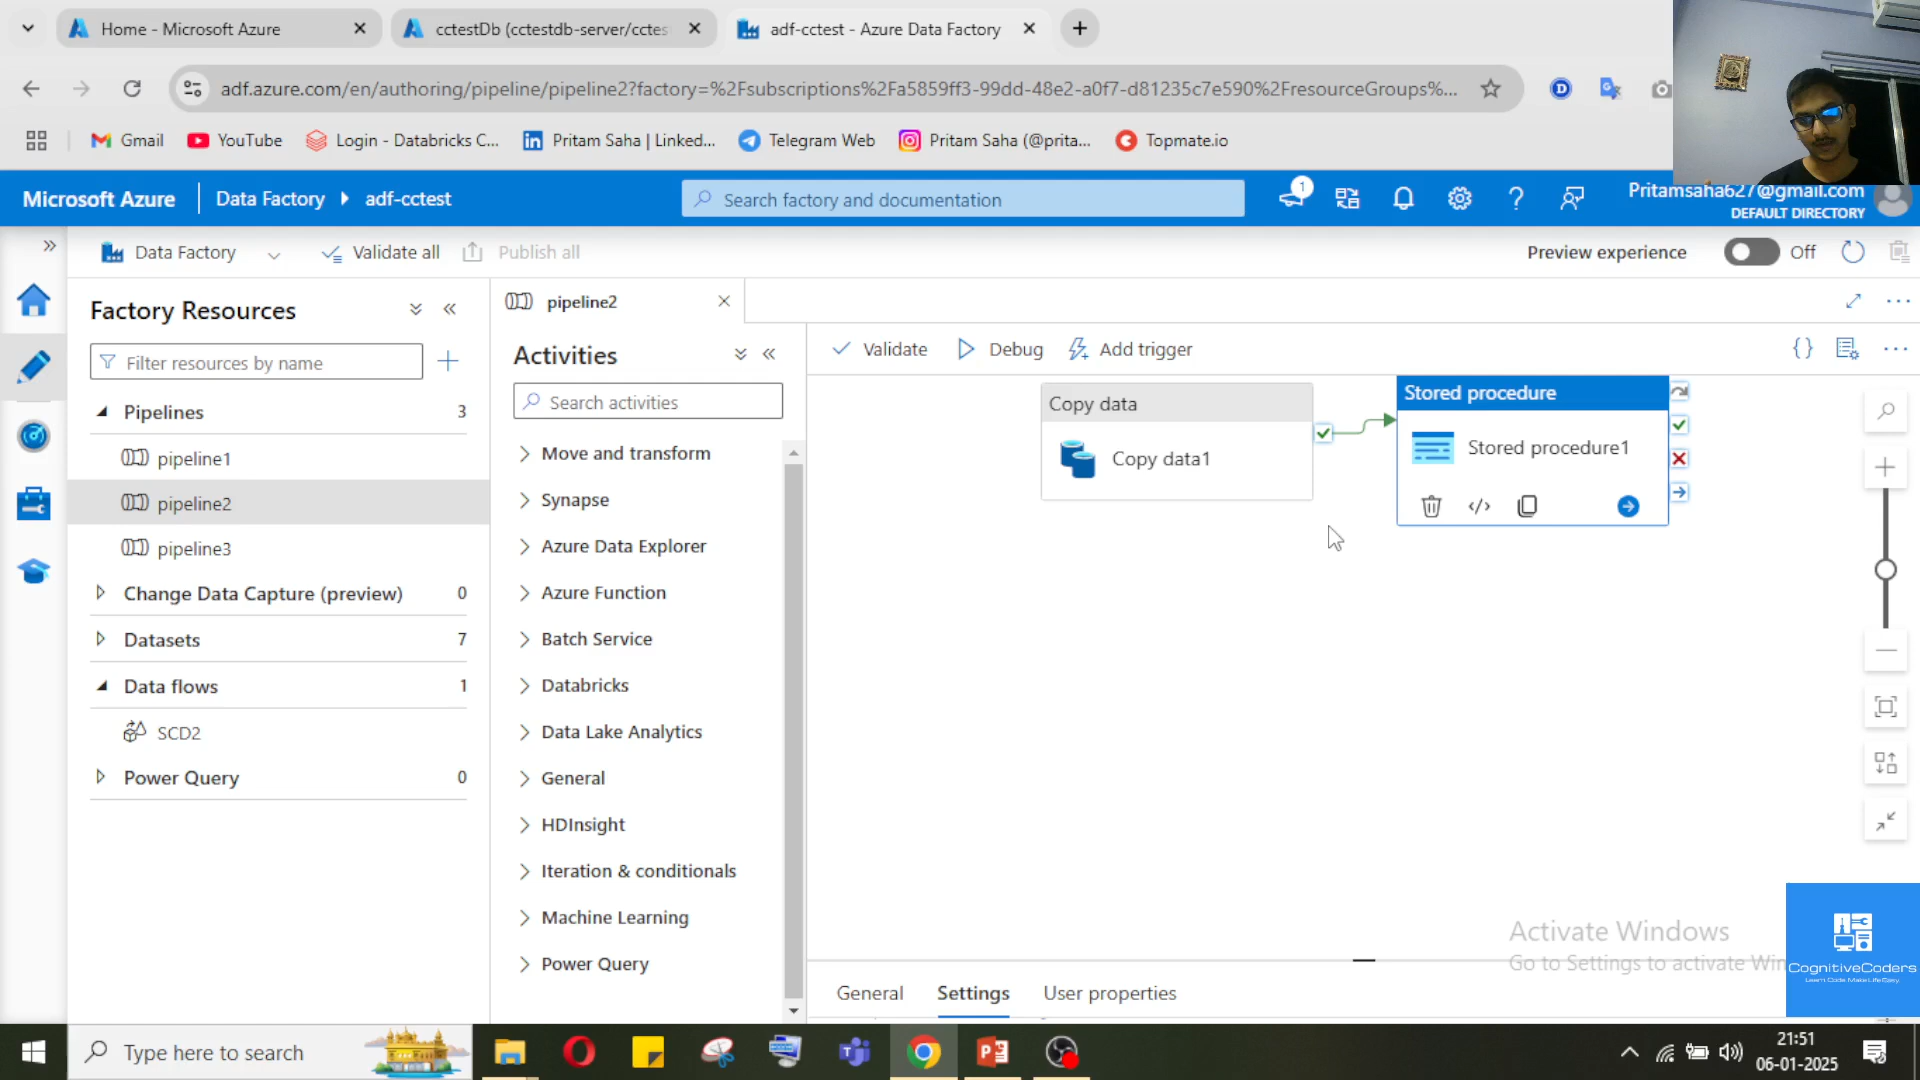 Home - Microsoft Azure
cctestDb (cctestdb-server/cctes
adf-cctest - Azure Data Factory
adf.azure.com/en/authoring/pipeline/pipeline2?factory=%2Fsubscriptions%2Fa5859ff3-99dd-48e2-a0f7-d81235c7e590%2FresourceGroups%...
Gmail
YouTube
Login - Databricks C...
Pritam Saha | Linked...
Telegram Web
Pritam Saha (@prita...
Topmate.io
Microsoft Azure
Data Factory
adf-cctest
Search factory and documentation
1
Pritamsaha627@gmail.com
DEFAULT DIRECTORY
Data Factory
Validate all
Publish all
Preview experience
Off
Factory Resources
Filter resources by name
Pipelines 3
pipeline1
pipeline2
pipeline3
Change Data Capture (preview) 0
Datasets 7
Data flows 1
SCD2
Power Query 0
pipeline2
Activities
Search activities
Move and transform
Synapse
Azure Data Explorer
Azure Function
Batch Service
Databricks
Data Lake Analytics
General
HDInsight
Iteration & conditionals
Machine Learning
Power Query
Validate
Debug
Add trigger
Copy data
Copy data1
Stored procedure
Stored procedure1
General
Settings
User properties
Activate Windows
Go to Settings to activate Win
CognitiveCoders
Learn Code Make Life Easy
Type here to search
21:51
06-01-2025